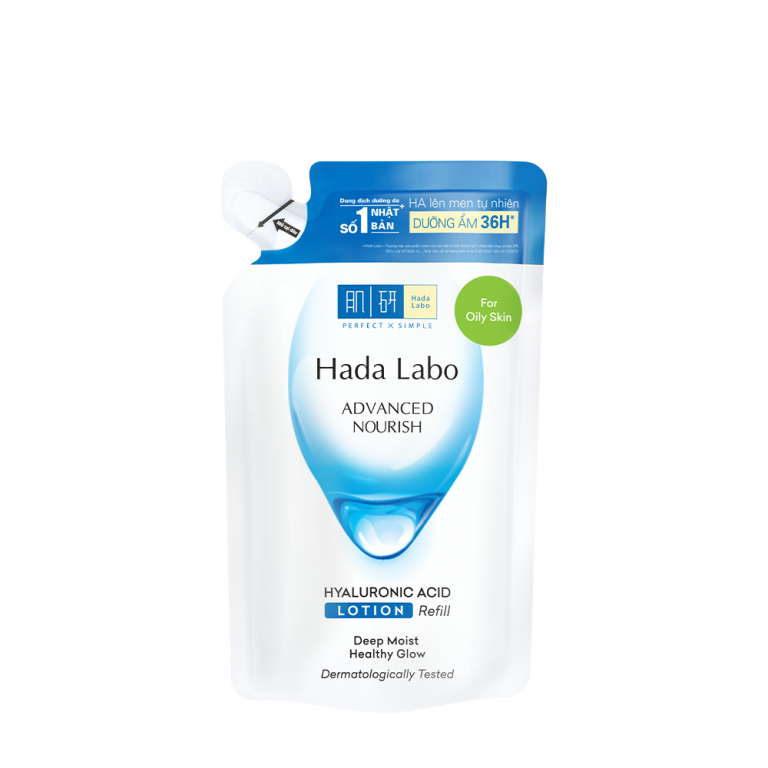 Dung dịch dưỡng da
số 1 NHẬT BẢN+
HA lên men tự nhiên
DƯỠNG ẨM 36H*
肌研
Hada
Labo
PERFECT X SIMPLE
For
Oily Skin
Hada Labo
ADVANCED
NOURISH
HYALURONIC ACID
LOTION Refill
Deep Moist
Healthy Glow
Dermatologically Tested